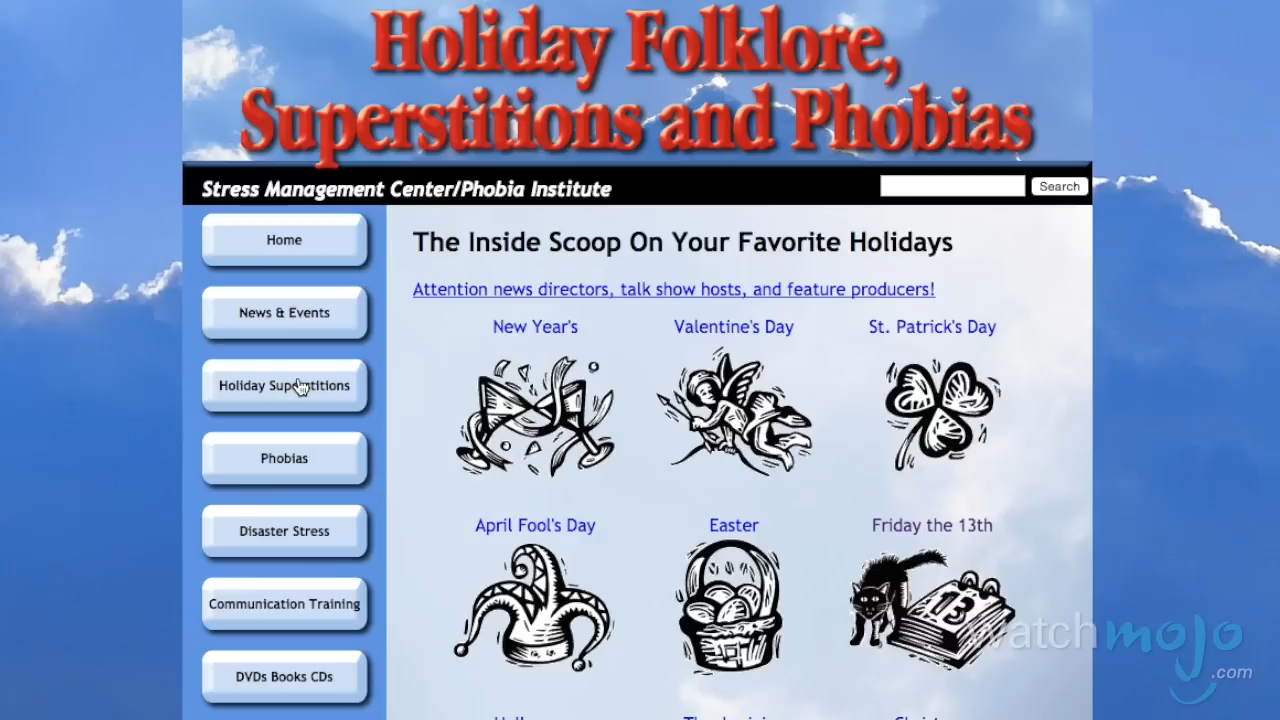 Holiday Folklore,
Superstitions and Phobias
Stress Management Center/Phobia Institute
Search
Home
News & Events
Holiday Superstitions
Phobias
Disaster Stress
Communication Training
DVDs Books CDs
The Inside Scoop On Your Favorite Holidays
Attention news directors, talk show hosts, and feature producers!
New Year's
Valentine's Day
St. Patrick's Day
April Fool's Day
Easter
Friday the 13th
13
watchmojo
.com